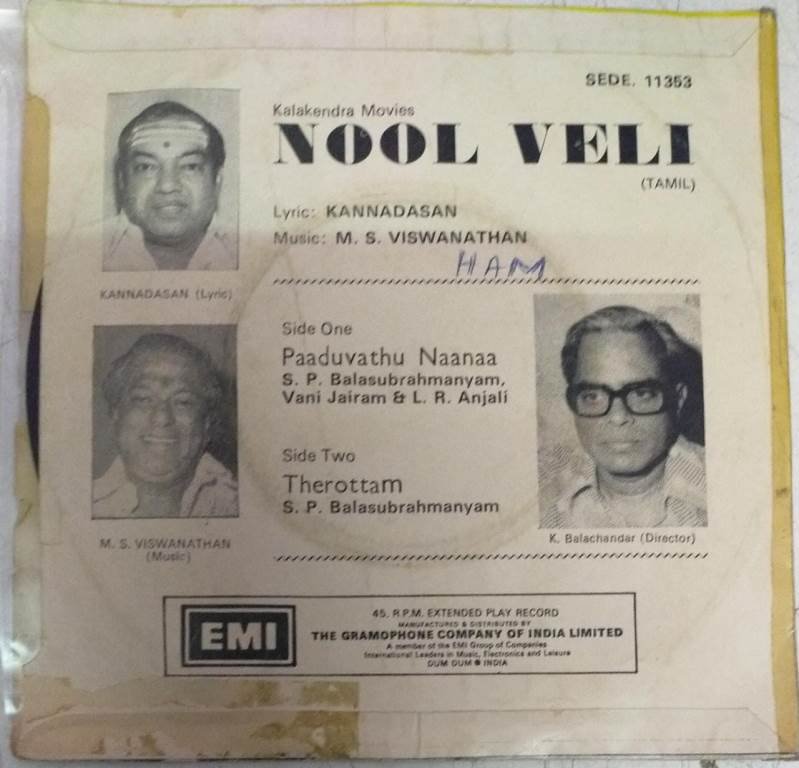 SEDE. 11353
Kalakendra Movies
NOOL VELI
(TAMIL)
Lyric: KANNADASAN
Music: M. S. VISWANATHAN
HAM
KANNADASAN (Lyric)
Side One
Paaduvathu Naanaa
S. P. Balasubrahmanyam,
Vani Jairam & L. R. Anjali
Side Two
Therottam
S. P. Balasubrahmanyam
M. S. VISWANATHAN
(Music)
K. Balachandar (Director)
EMI
45. R.P.M. EXTENDED PLAY RECORD
MANUFACTURED & DISTRIBUTED BY
THE GRAMOPHONE COMPANY OF INDIA LIMITED
A member of the EMI Group of Companies
International Leaders in Music, Electronics and Leisure
DUM DUM ● INDIA